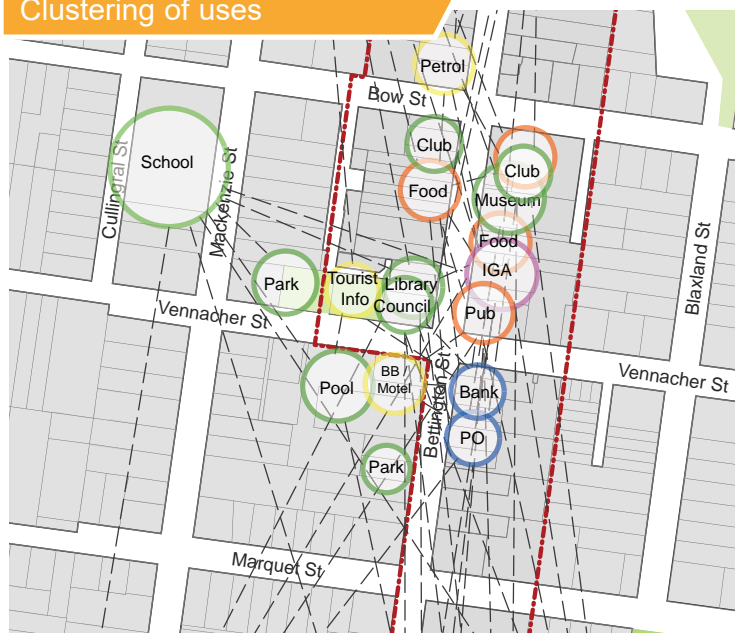 Clustering of uses
Petrol
Bow St
Club
School
Club
Food
Museum
Cullingral St
Mackenzie St
Food
Blaxland St
IGA
Park
Tourist
Info
Library
Council
Pub
Vennacher St
Vennacher St
Pool
BB /
Motel
Bettington St
Bank
PO
Park
Marquet St